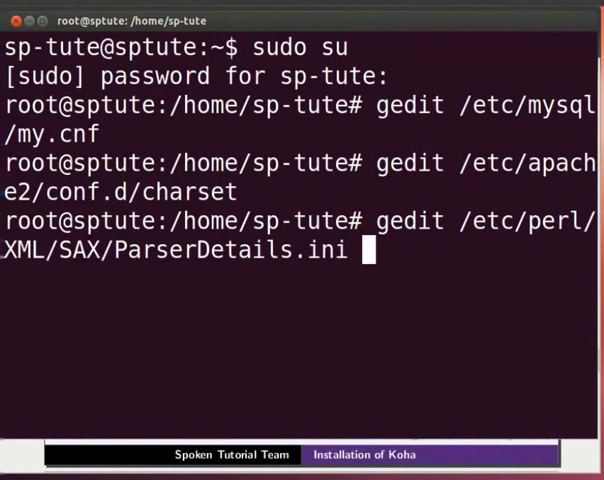 root@sptute: /home/sp-tute
sp-tute@sptute:~$ sudo su
[sudo] password for sp-tute:
root@sptute:/home/sp-tute# gedit /etc/mysql
/my.cnf
root@sptute:/home/sp-tute# gedit /etc/apach
e2/conf.d/charset
root@sptute:/home/sp-tute# gedit /etc/perl/
XML/SAX/ParserDetails.ini
Spoken Tutorial Team Installation of Koha